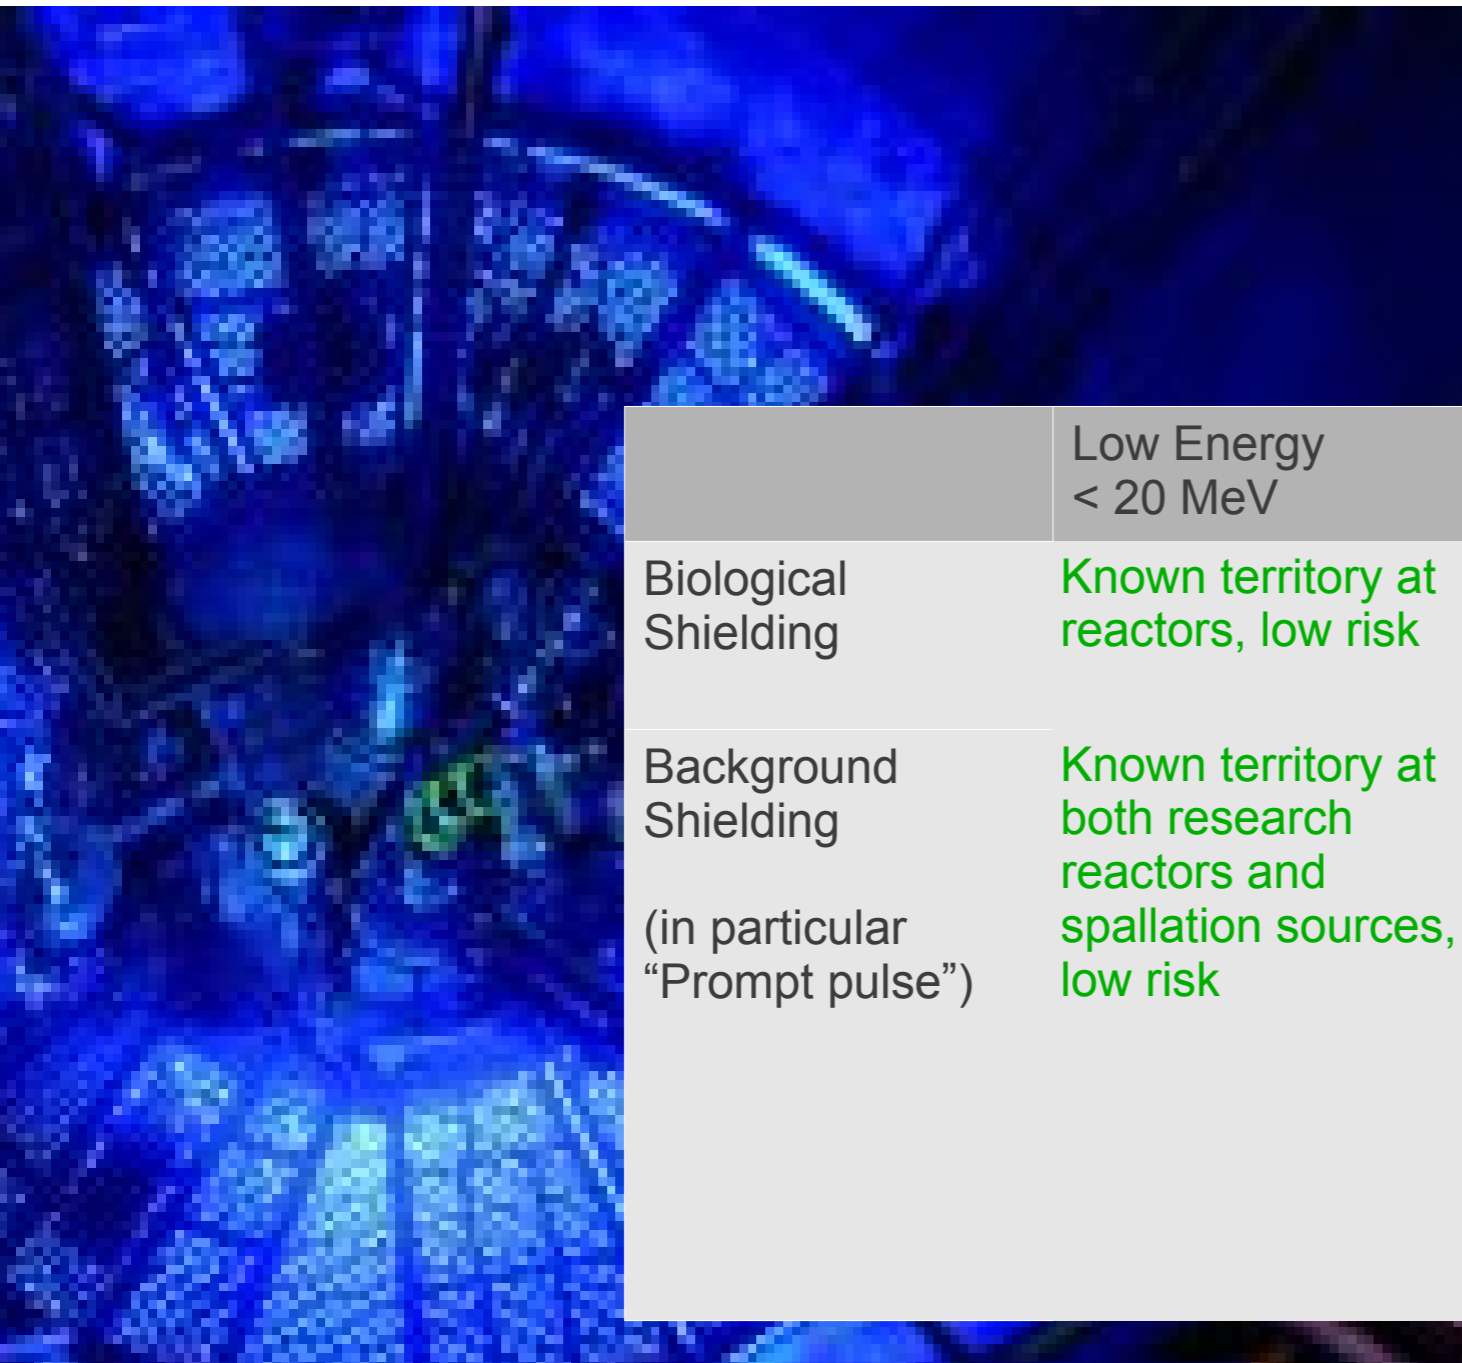 Low Energy
< 20 MeV
Biological
Shielding
Known territory at
reactors, low risk
Background
Shielding
(in particular
“Prompt pulse”)
Known territory at
both research
reactors and
spallation sources,
low risk